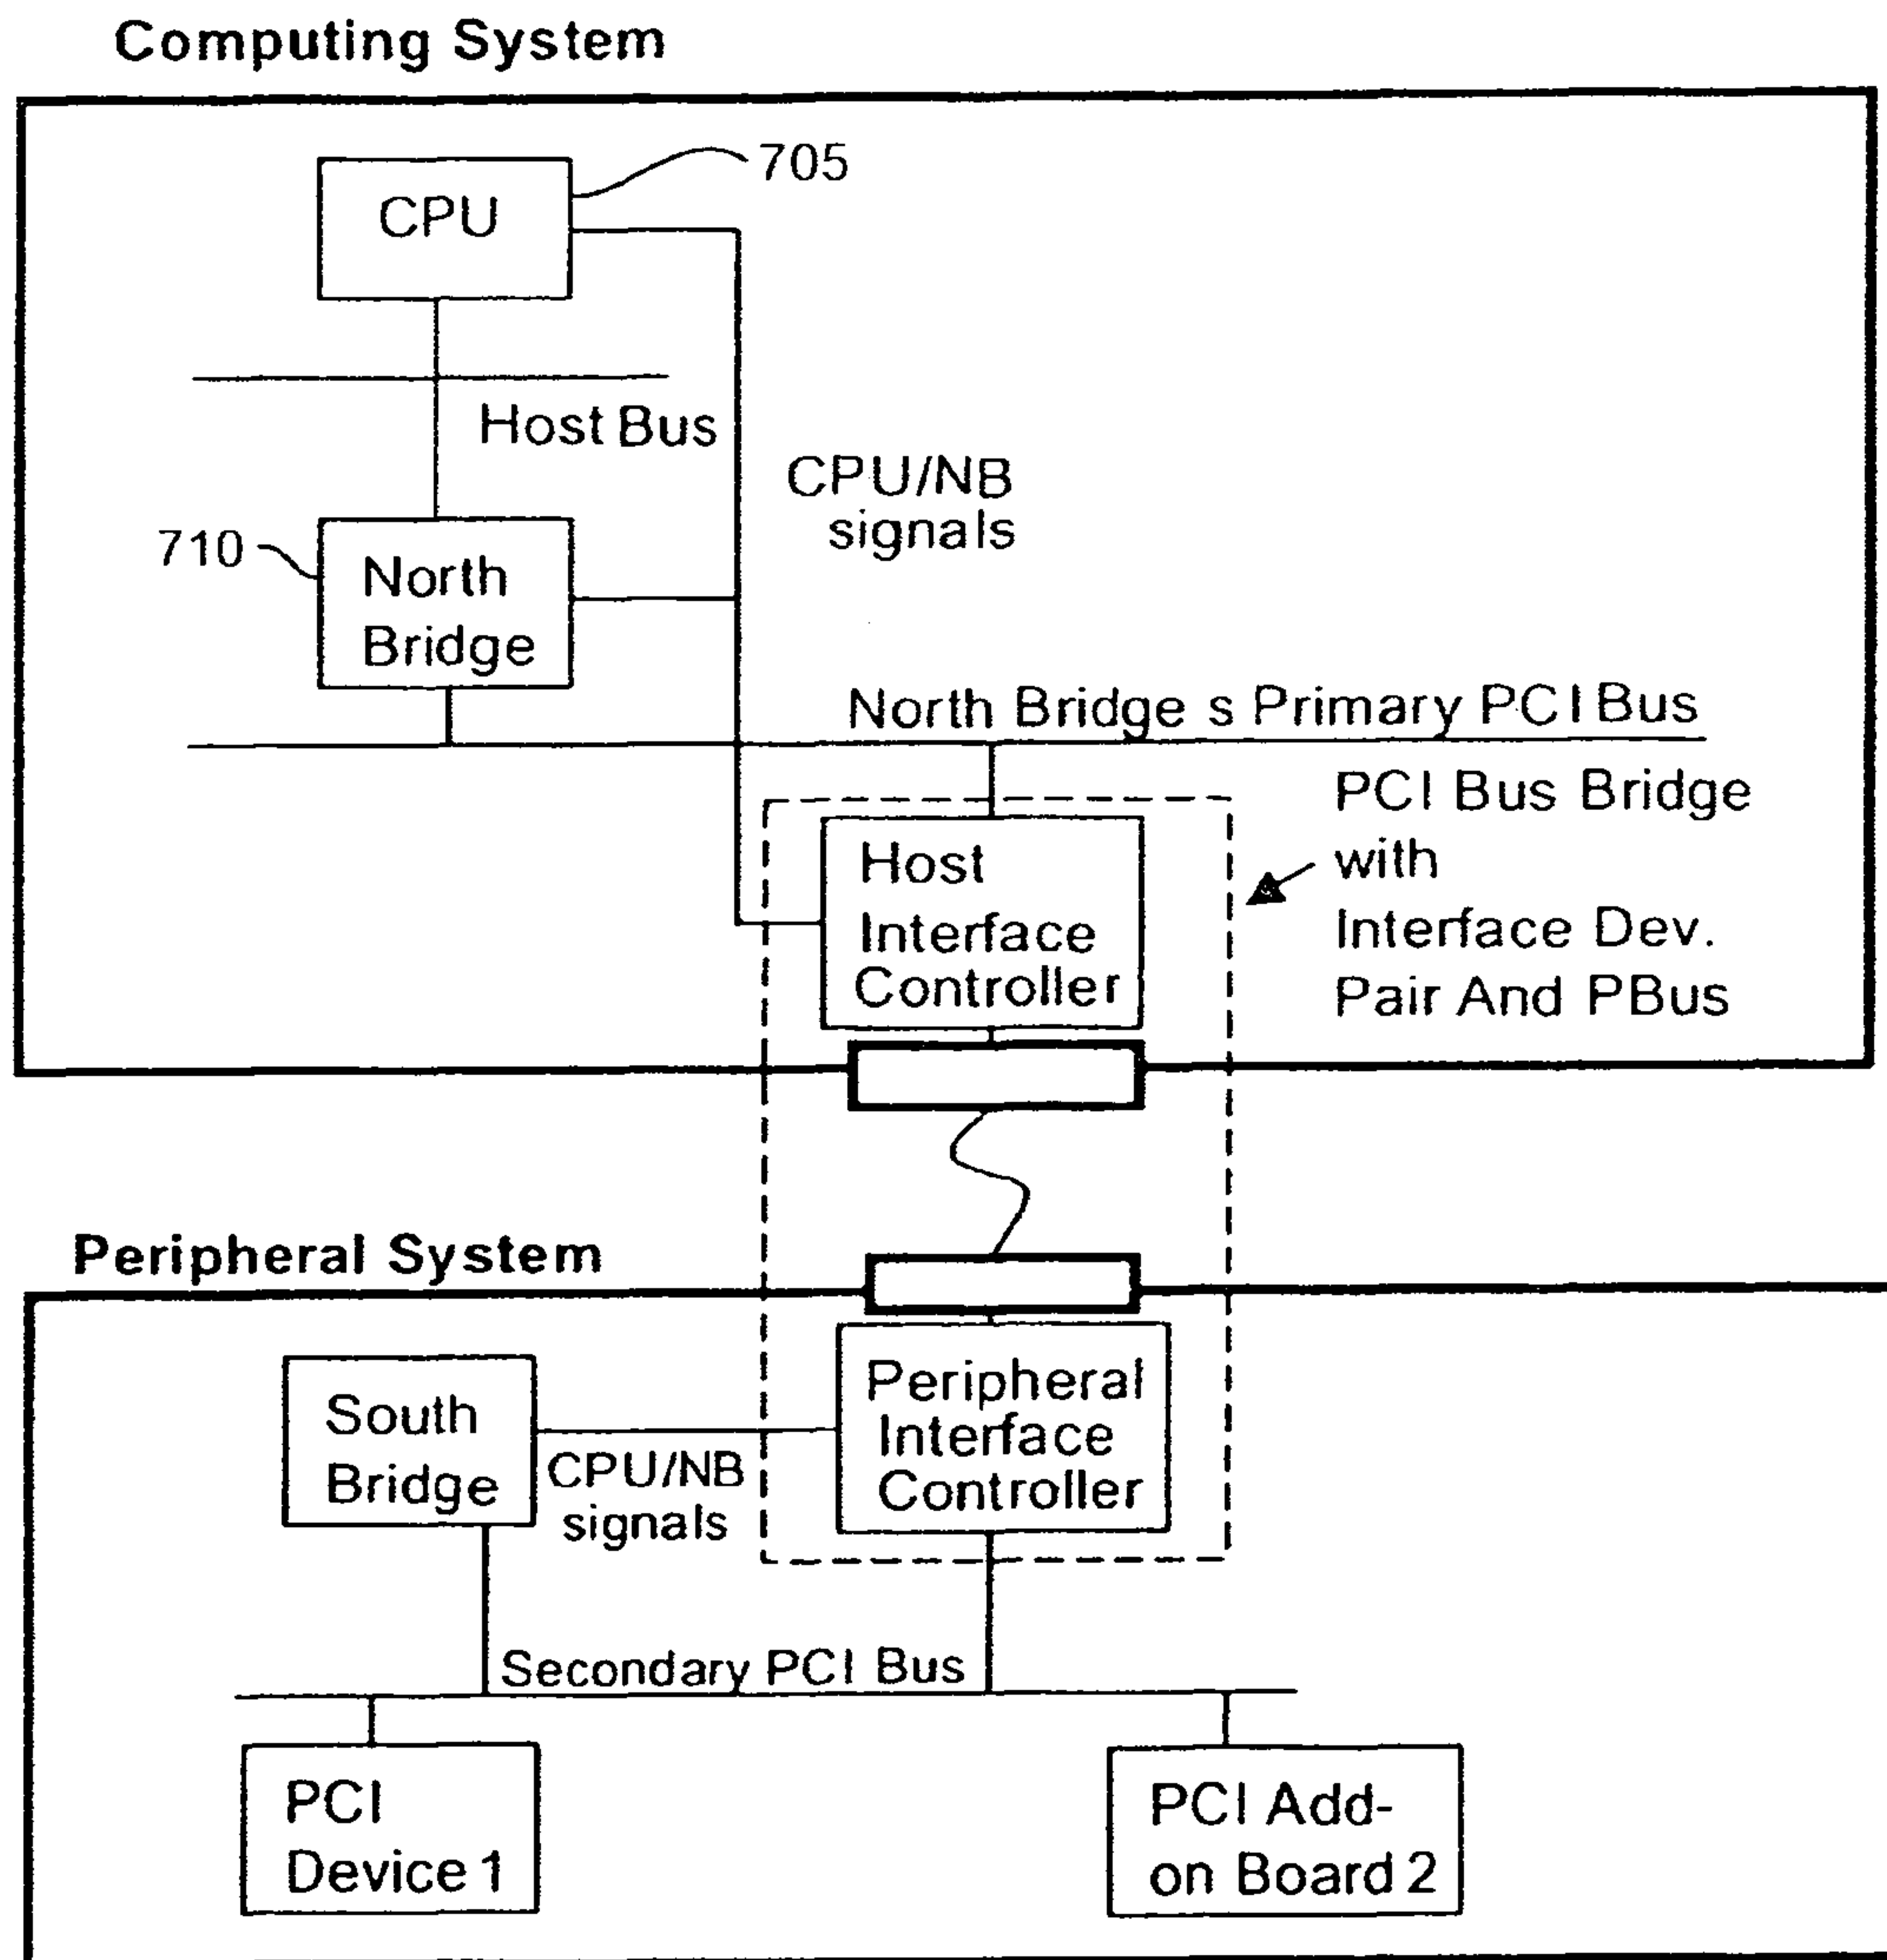 Computing System
705
CPU
Host Bus
CPU/NB
signals
710
North
Bridge
North Bridge s Primary PCI Bus
PCI Bus Bridge
with
Interface Dev.
Pair And PBus
Host
Interface
Controller
Peripheral System
South
Bridge
CPU/NB
signals
Peripheral
Interface
Controller
Secondary PCI Bus
PCI
Device 1
PCI Add-
on Board 2